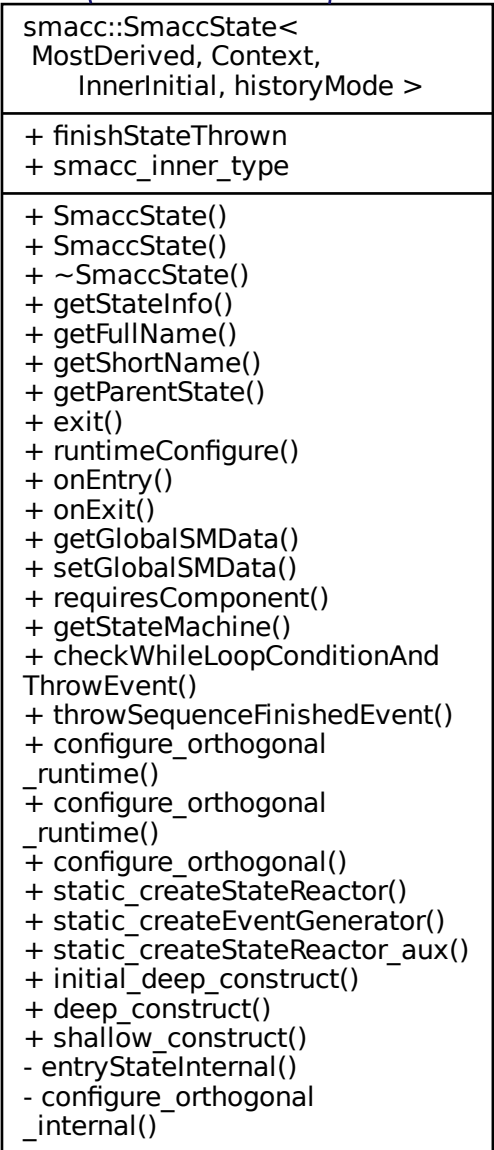 smacc::SmaccState<
MostDerived, Context,
InnerInitial, historyMode >
+ finishStateThrown
+ smacc_inner_type
+ SmaccState()
+ SmaccState()
+ ~SmaccState()
+ getStateInfo()
+ getFullName()
+ getShortName()
+ getParentState()
+ exit()
+ runtimeConfigure()
+ onEntry()
+ onExit()
+ getGlobalSMData()
+ setGlobalSMData()
+ requiresComponent()
+ getStateMachine()
+ checkWhileLoopConditionAnd
ThrowEvent()
+ throwSequenceFinishedEvent()
+ configure_orthogonal
_runtime()
+ configure_orthogonal
_runtime()
+ configure_orthogonal()
+ static_createStateReactor()
+ static_createEventGenerator()
+ static_createStateReactor_aux()
+ initial_deep_construct()
+ deep_construct()
+ shallow_construct()
- entryStateInternal()
- configure_orthogonal
_internal()